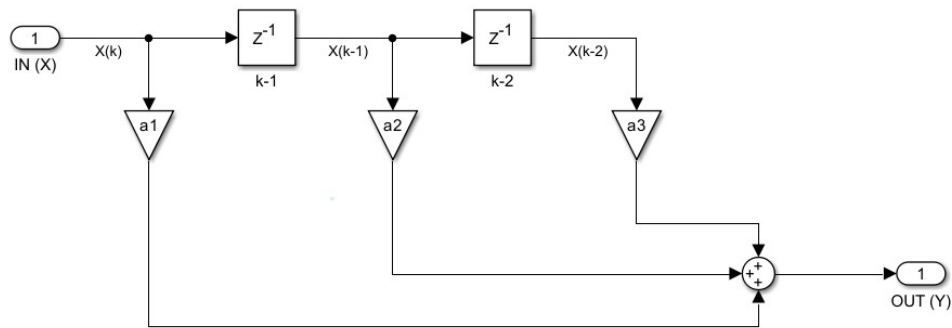 1
IN (X)
X(k)
Z-1
k-1
X(k-1)
Z-1
k-2
X(k-2)
a1
a2
a3
+
+
+
1
OUT (Y)